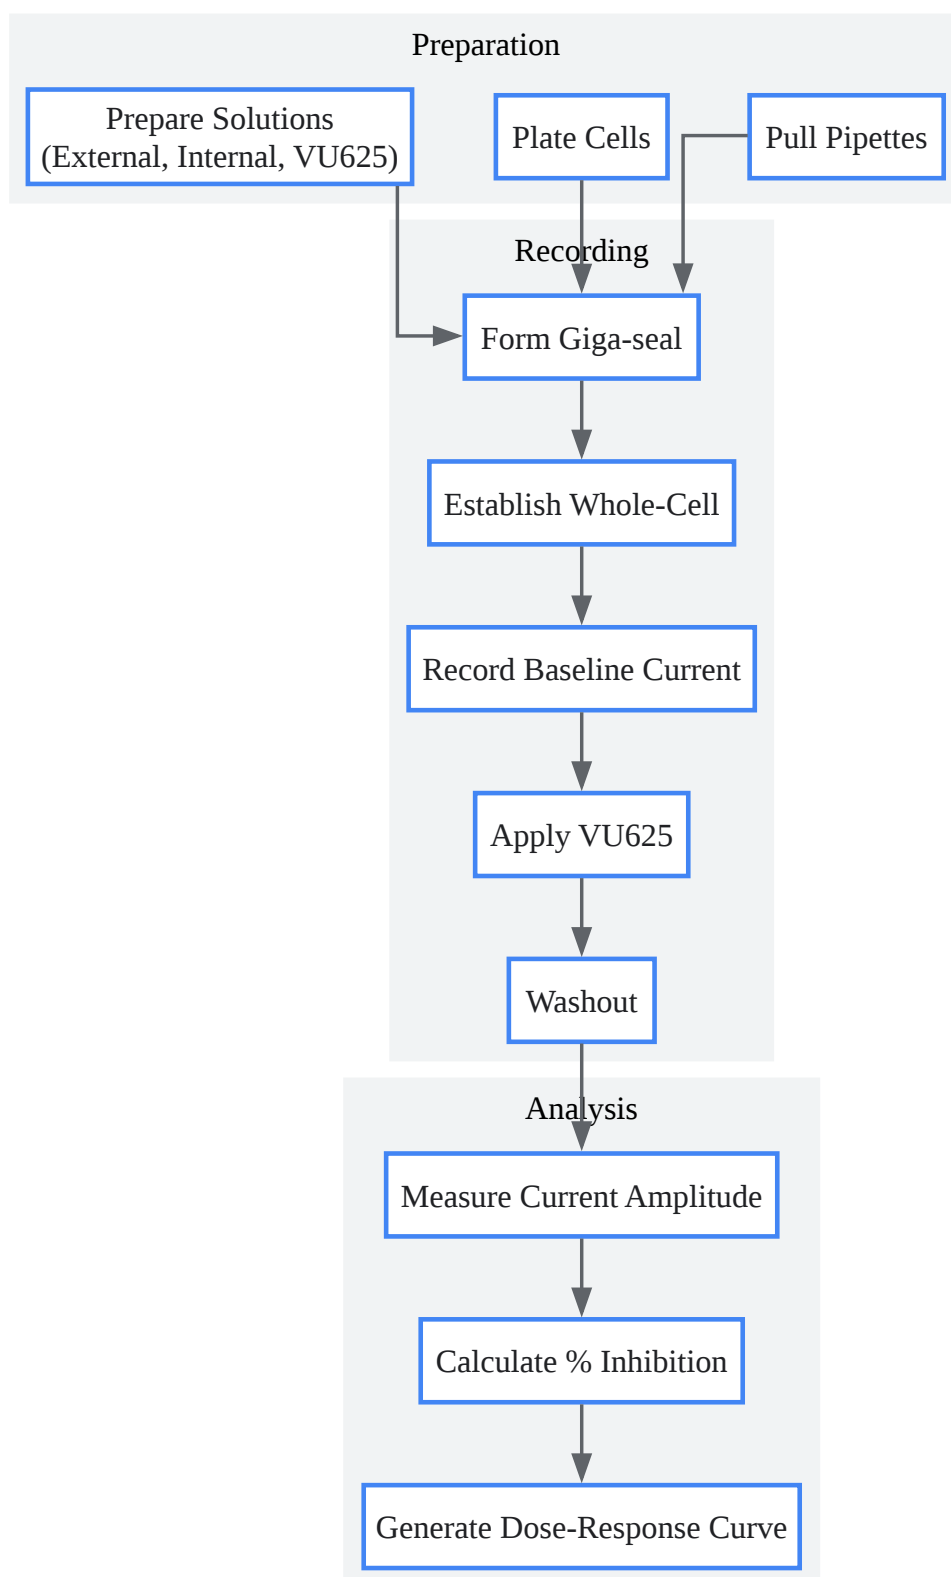 Preparation
Prepare Solutions
(External, Internal, VU625)
Plate Cells
Pull Pipettes
Recording
Form Giga-seal
Establish Whole-Cell
Record Baseline Current
Apply VU625
Washout
Analysis
Measure Current Amplitude
Calculate % Inhibition
Generate Dose-Response Curve